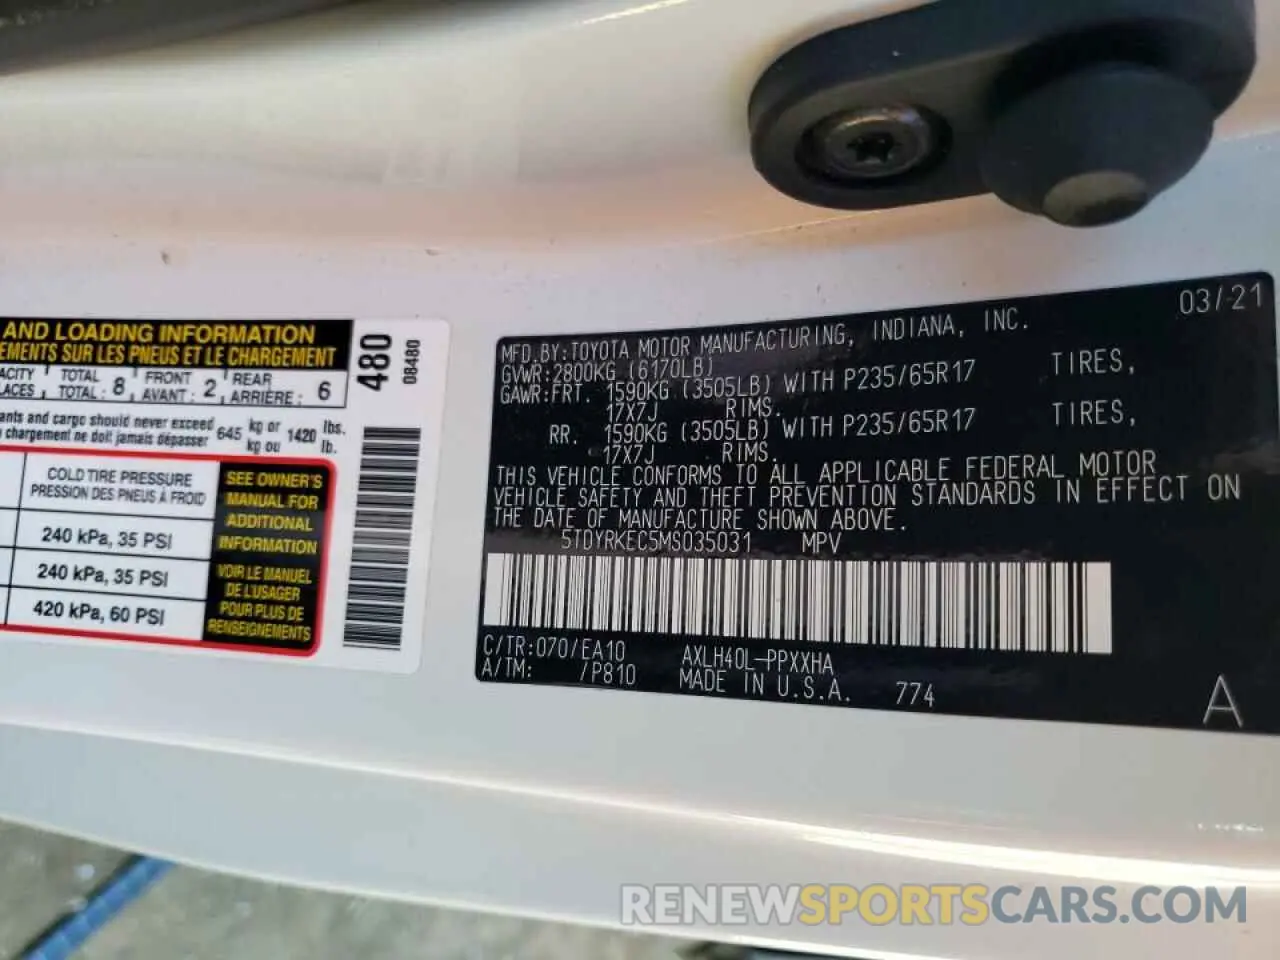 AND LOADING INFORMATION
EMENTS SUR LES PNEUS ET LE CHARGEMENT
ACITY TOTAL FRONT REAR
LACES TOTAL : 8 AVANT : 2 ARRIÈRE : 6
ants and cargo should never exceed 645 kg or 1420 lbs.
chargement ne doit jamais dépasser kg ou lb.
COLD TIRE PRESSURE
PRESSION DES PNEUS À FROID
240 kPa, 35 PSI
240 kPa, 35 PSI
420 kPa, 60 PSI
SEE OWNER'S
MANUAL FOR
ADDITIONAL
INFORMATION
VOIR LE MANUEL
DE L'USAGER
POUR PLUS DE
RENSEIGNEMENTS
480
08480
03/21
MFD.BY:TOYOTA MOTOR MANUFACTURING, INDIANA, INC.
GVWR:2800KG (6170LB)
GAWR:FRT. 1590KG (3505LB) WITH P235/65R17 TIRES,
17X7J RIMS.
RR. 1590KG (3505LB) WITH P235/65R17 TIRES,
17X7J RIMS.
THIS VEHICLE CONFORMS TO ALL APPLICABLE FEDERAL MOTOR
VEHICLE SAFETY AND THEFT PREVENTION STANDARDS IN EFFECT ON
THE DATE OF MANUFACTURE SHOWN ABOVE.
5TDYRKEC5MS035031 MPV
C/TR:070/EA10 AXLH40L-PPXXHA
A/TM: /P810 MADE IN U.S.A. 774
A
RENEWSPORTSCARS.COM